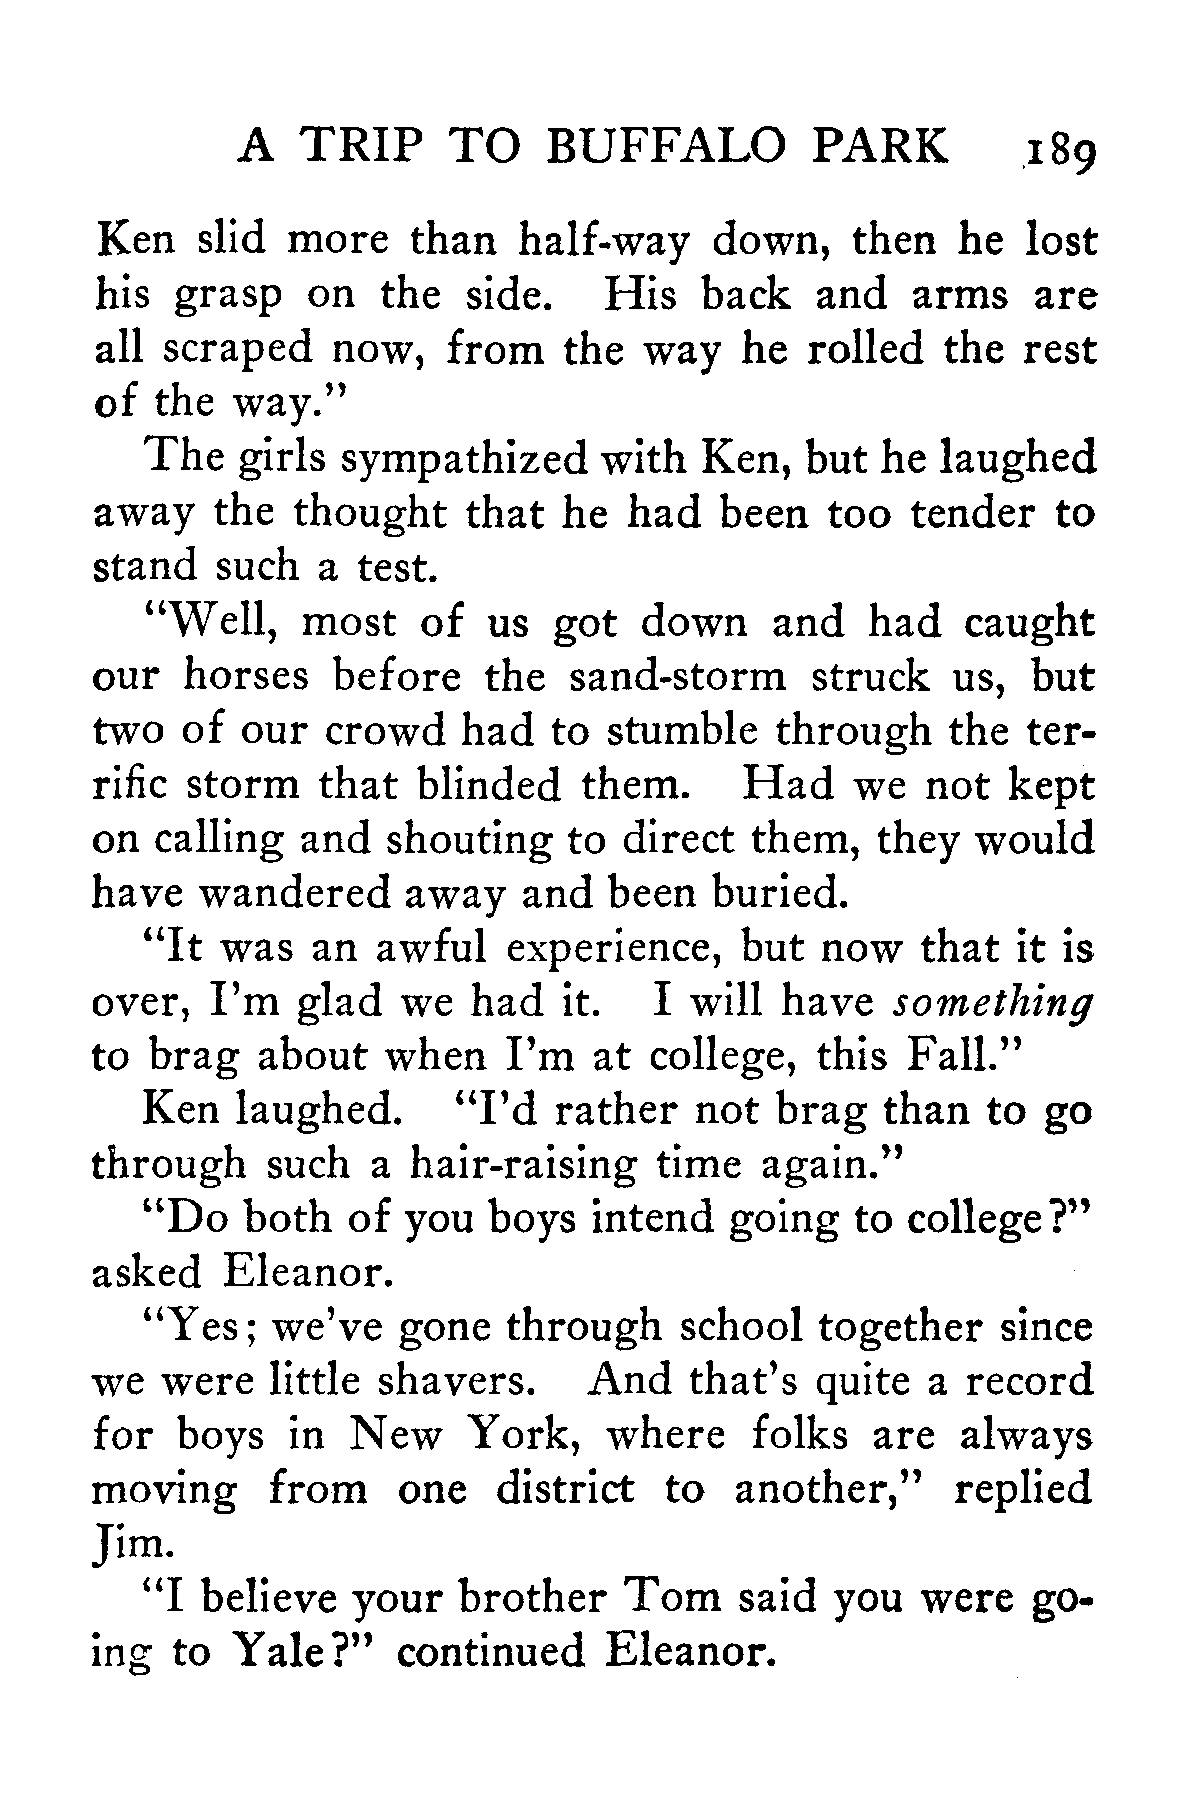 A TRIP TO BUFFALO PARK 189
Ken slid more than half-way down, then he lost
his grasp on the side. His back and arms are
all scraped now, from the way he rolled the rest
of the way.”
The girls sympathized with Ken, but he laughed
away the thought that he had been too tender to
stand such a test.
“Well, most of us got down and had caught
our horses before the sand-storm struck us, but
two of our crowd had to stumble through the ter-
rific storm that blinded them. Had we not kept
on calling and shouting to direct them, they would
have wandered away and been buried.
“It was an awful experience, but now that it is
over, I’m glad we had it. I will have something
to brag about when I’m at college, this Fall.”
Ken laughed. “I’d rather not brag than to go
through such a hair-raising time again.”
“Do both of you boys intend going to college?”
asked Eleanor.
“Yes; we’ve gone through school together since
we were little shavers. And that’s quite a record
for boys in New York, where folks are always
moving from one district to another,” replied
Jim.
“I believe your brother Tom said you were go-
ing to Yale?” continued Eleanor.